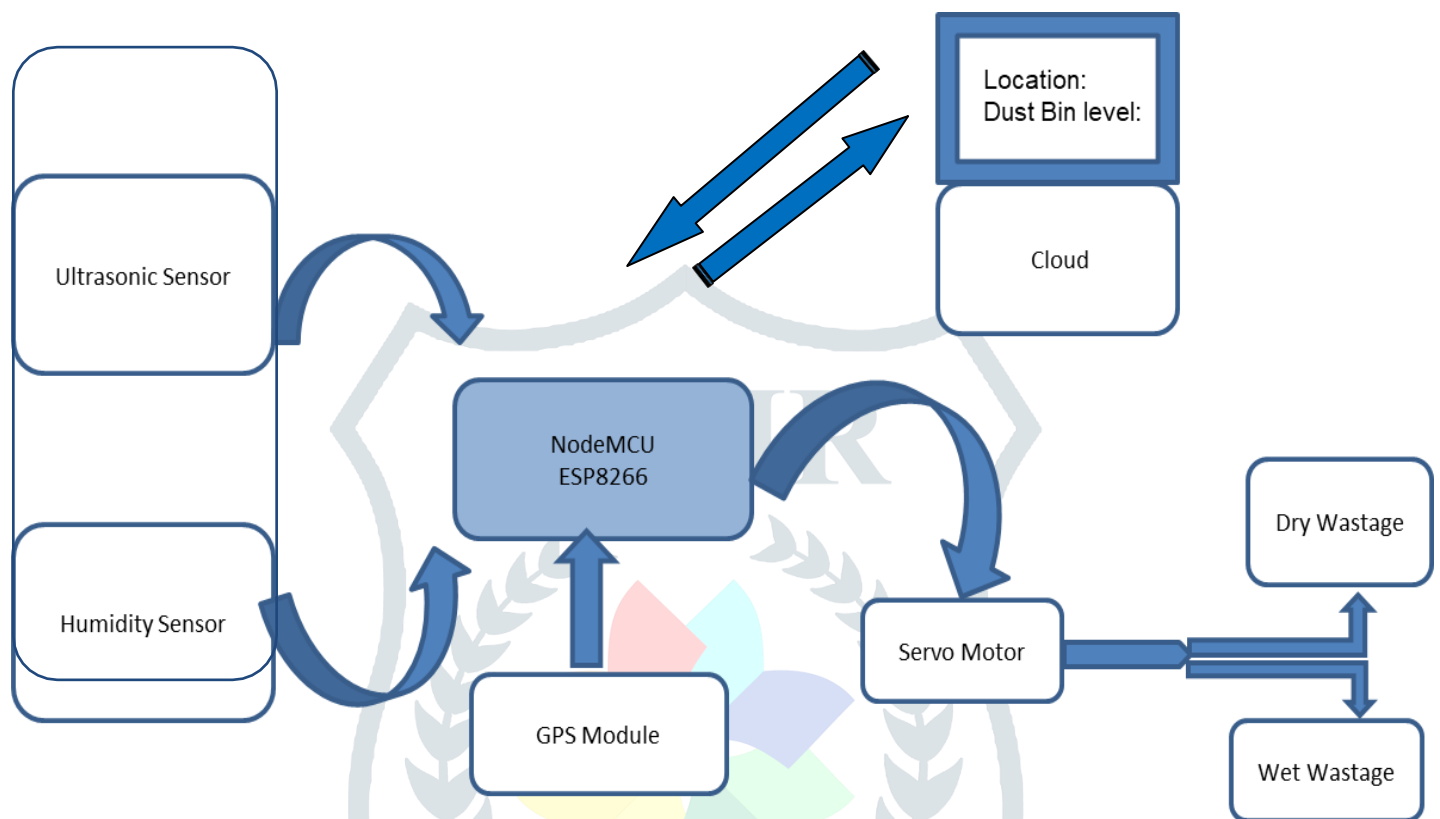 Location:
Dust Bin level:
Cloud
Ultrasonic Sensor
NodeMCU
ESP8266
Dry Wastage
Humidity Sensor
Servo Motor
GPS Module
Wet Wastage